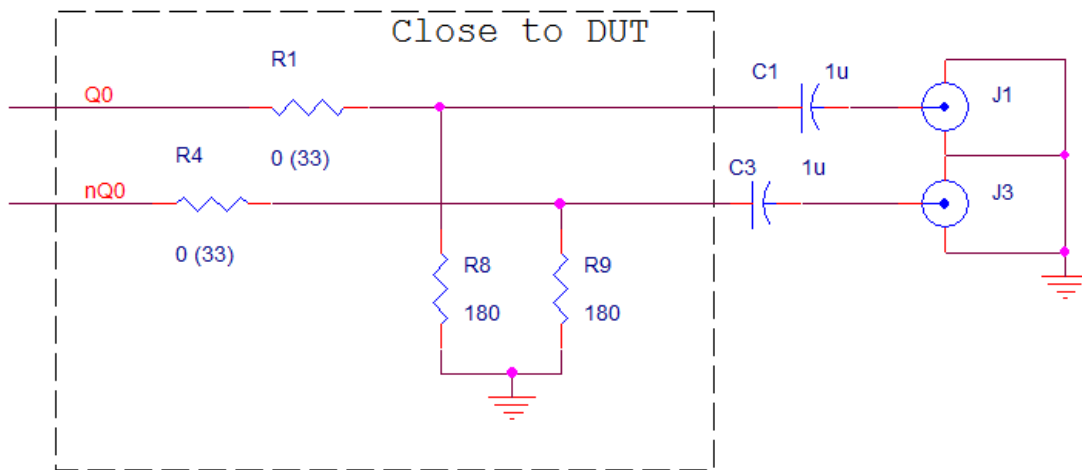 Close to DUT
R1
C1
1u
Q0
J1
0 (33)
R4
C3
1u
nQ0
J3
0 (33)
R8
R9
180
180